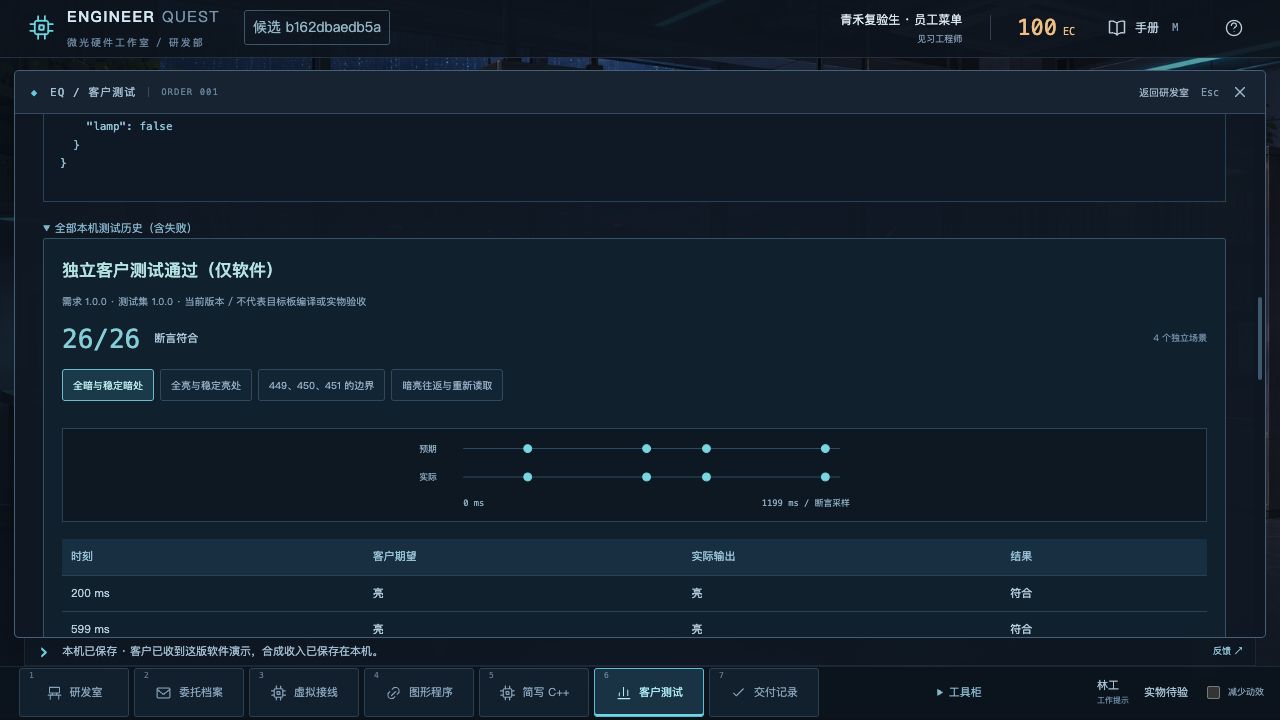 ENGINEER QUEST
微光硬件工作室 / 研发部
候选 b162dbaedb5a
青禾复验生 · 员工菜单
见习工程师
100 EC
手册 M
EQ / 客户测试
ORDER 001
返回研发室 Esc
"lamp": false
}
}
全部本机测试历史（含失败）
独立客户测试通过（仅软件）
需求 1.0.0 · 测试集 1.0.0 · 当前版本 / 不代表目标板编译或实物验收
26/26 断言符合
4 个独立场景
全暗与稳定暗处
全亮与稳定亮处
449、450、451 的边界
暗亮往返与重新读取
预期
实际
0 ms
1199 ms / 断言采样
时刻 客户期望 实际输出 结果
200 ms 亮 亮 符合
599 ms 亮 亮 符合
本机已保存 · 客户已收到这版软件演示，合成收入已保存在本机。
反馈 ↗
1 研发室
2 委托档案
3 虚拟接线
4 图形程序
5 简写 C++
6 客户测试
7 交付记录
工具柜
林工
工作提示
实物待验
减少动效